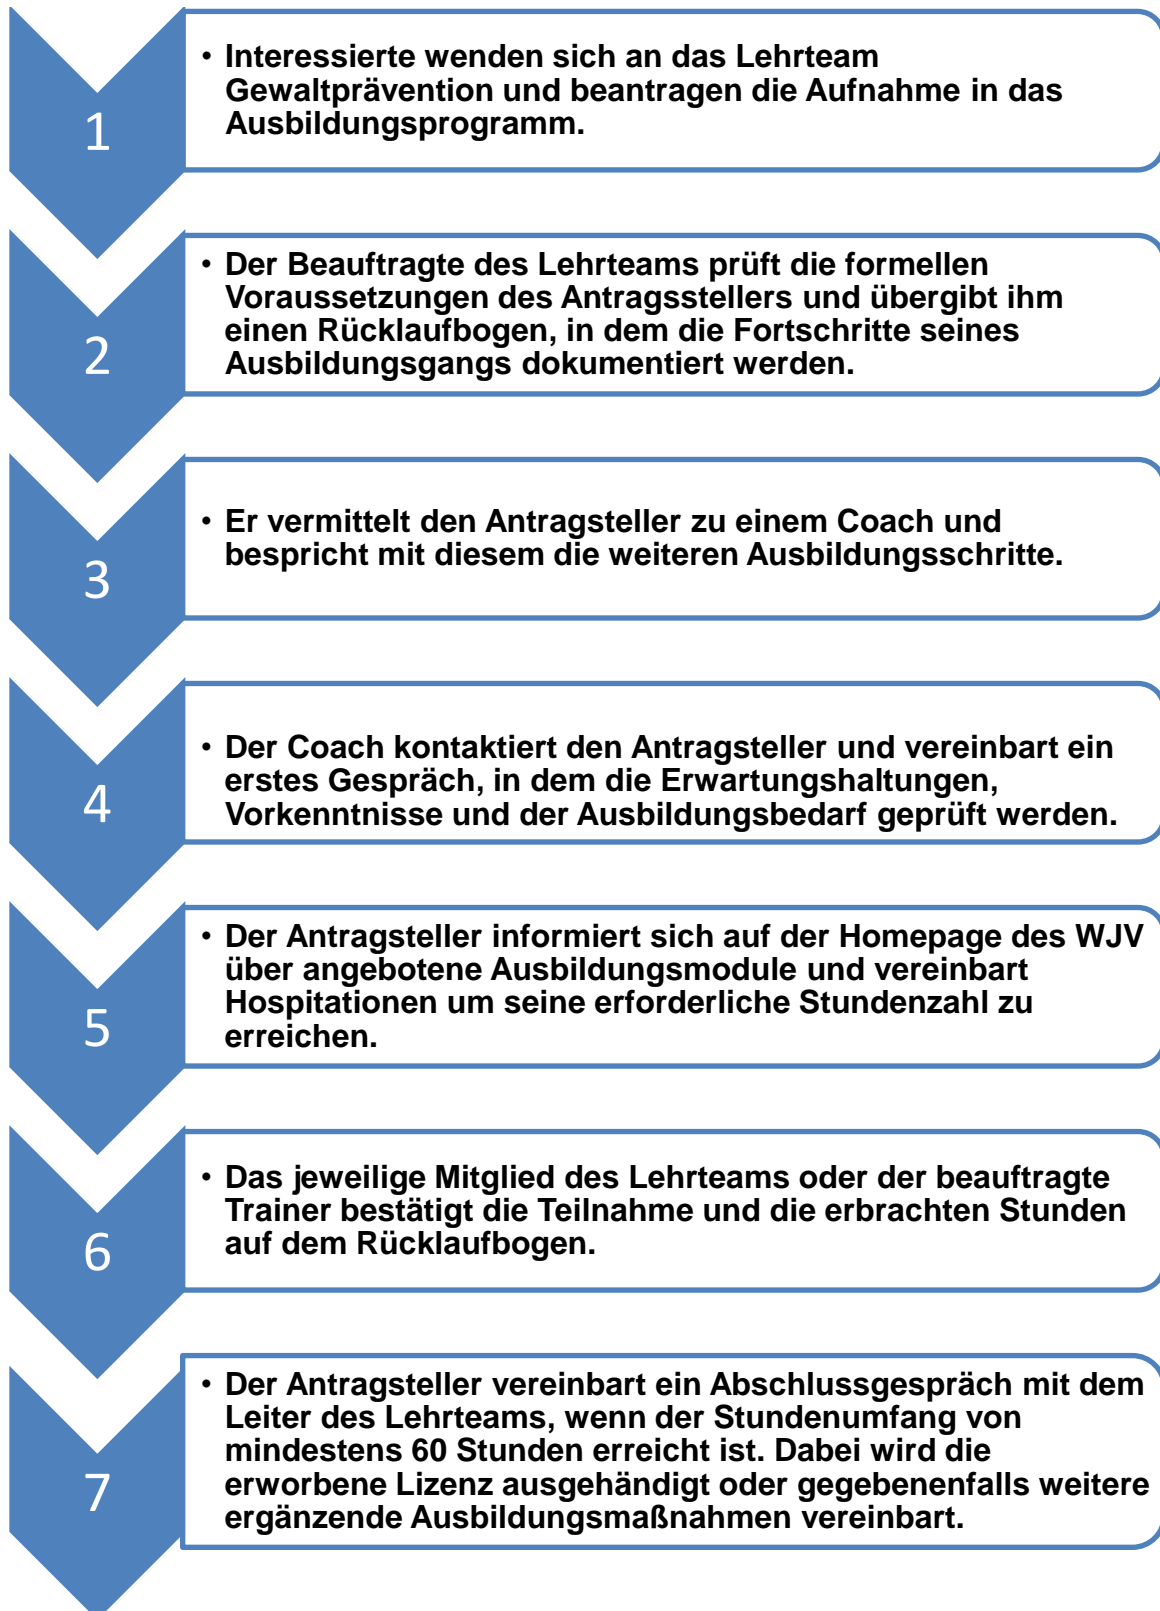 1
• Interessierte wenden sich an das Lehrteam
Gewaltprävention und beantragen die Aufnahme in das
Ausbildungsprogramm.
2
• Der Beauftragte des Lehrteams prüft die formellen
Voraussetzungen des Antragsstellers und übergibt ihm
einen Rücklaufbogen, in dem die Fortschritte seines
Ausbildungsgangs dokumentiert werden.
3
• Er vermittelt den Antragsteller zu einem Coach und
bespricht mit diesem die weiteren Ausbildungsschritte.
4
• Der Coach kontaktiert den Antragsteller und vereinbart ein
erstes Gespräch, in dem die Erwartungshaltungen,
Vorkenntnisse und der Ausbildungsbedarf geprüft werden.
5
• Der Antragsteller informiert sich auf der Homepage des WJV
über angebotene Ausbildungsmodule und vereinbart
Hospitationen um seine erforderliche Stundenzahl zu
erreichen.
6
• Das jeweilige Mitglied des Lehrteams oder der beauftragte
Trainer bestätigt die Teilnahme und die erbrachten Stunden
auf dem Rücklaufbogen.
7
• Der Antragsteller vereinbart ein Abschlussgespräch mit dem
Leiter des Lehrteams, wenn der Stundenumfang von
mindestens 60 Stunden erreicht ist. Dabei wird die
erworbene Lizenz ausgehändigt oder gegebenenfalls weitere
ergänzende Ausbildungsmaßnahmen vereinbart.